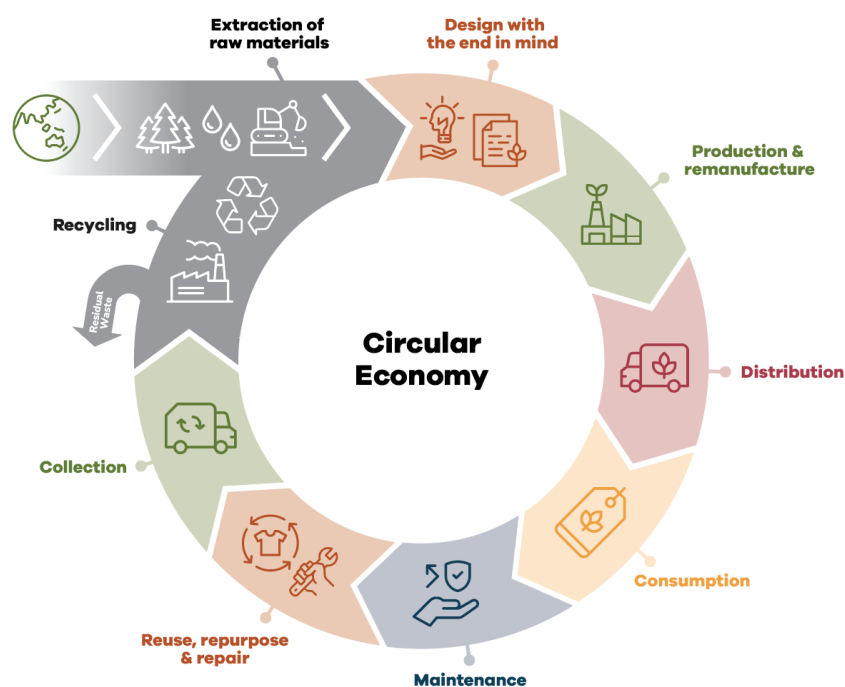 Extraction of
raw materials
Design with
the end in mind
Production &
remanufacture
Recycling
Residual
Waste
Circular
Economy
Distribution
Collection
Consumption
Reuse, repurpose
& repair
Maintenance